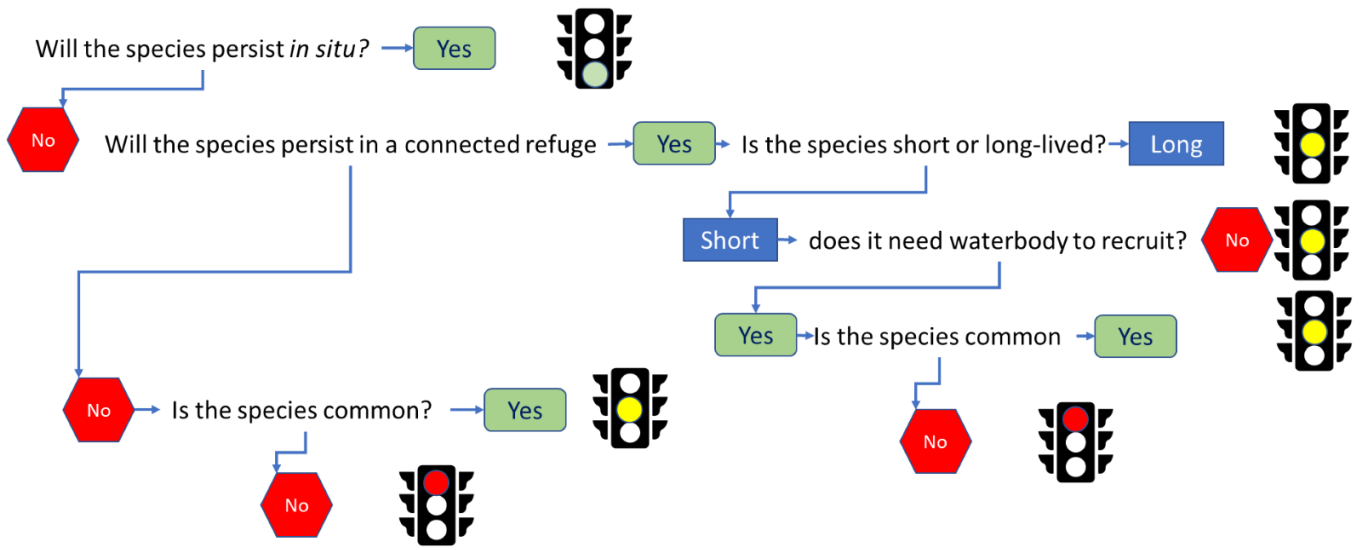 Will the species persist in situ?
Yes
No
Will the species persist in a connected refuge
Yes
Is the species short or long-lived?
Long
Short
does it need waterbody to recruit?
No
Yes
Is the species common
Yes
No
Is the species common?
Yes
No
No